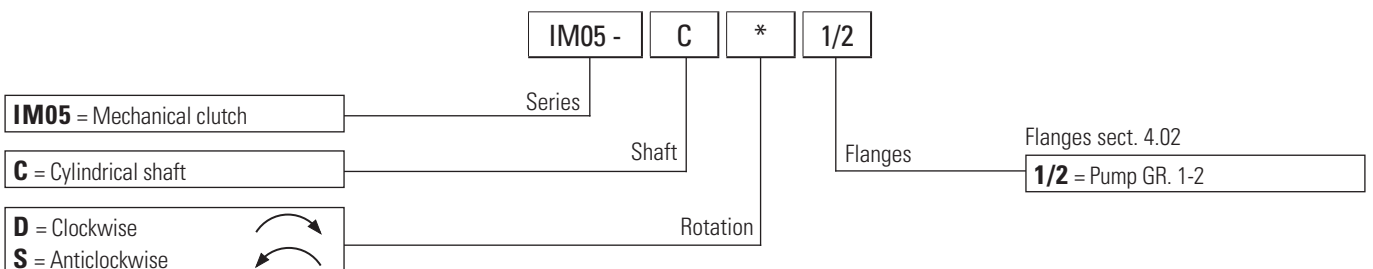 IM05 - C * 1/2
Series
IM05 = Mechanical clutch
Flanges sect. 4.02
Shaft
Flanges
C = Cylindrical shaft
1/2 = Pump GR. 1-2
Rotation
D = Clockwise
S = Anticlockwise